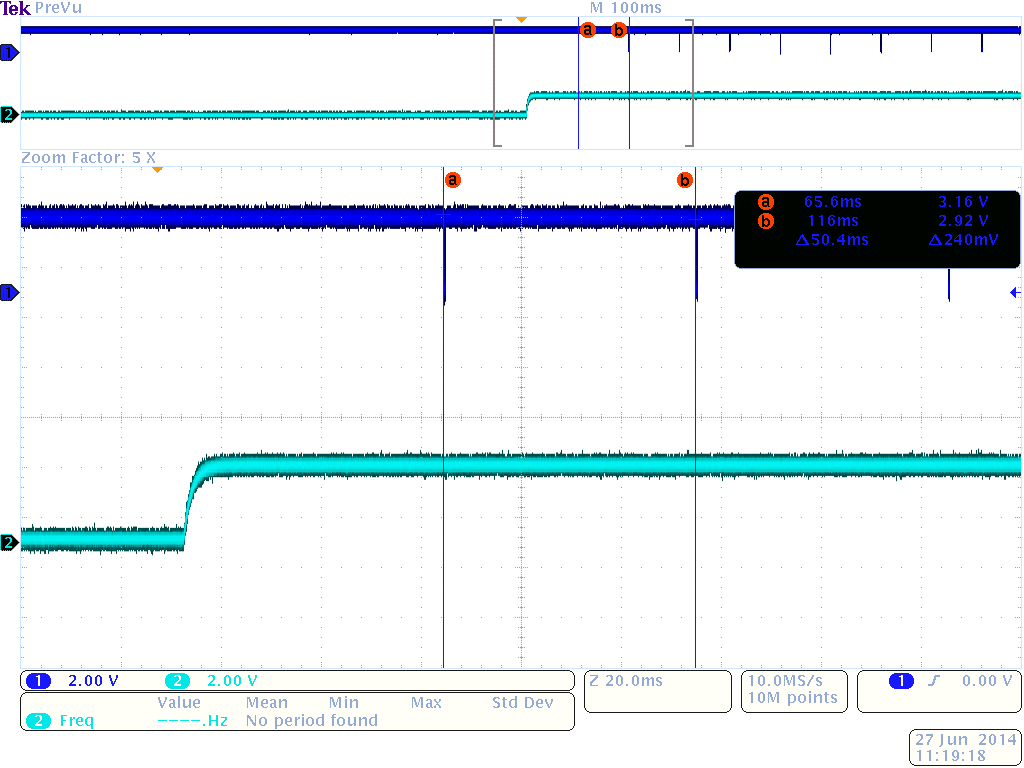 Tek PreVu M 100ms
a b
1
2
Zoom Factor: 5 X
a b
a 65.6ms 3.16 V
b 116ms 2.92 V
Δ50.4ms Δ240mV
1
2
1 2.00 V 2 2.00 V
Z 20.0ms
10.0MS/s
10M points
1 0.00 V
Value Mean Min Max Std Dev
2 Freq ----.Hz No period found
27 Jun 2014
11:19:18